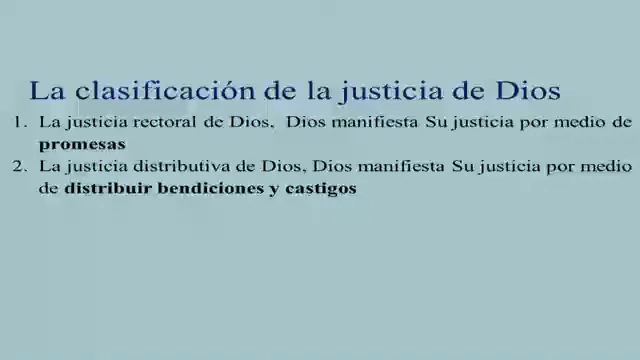 La clasificación de la justicia de Dios
1. La justicia rectoral de Dios, Dios manifiesta Su justicia por medio de
promesas
2. La justicia distributiva de Dios, Dios manifiesta Su justicia por medio
de distribuir bendiciones y castigos